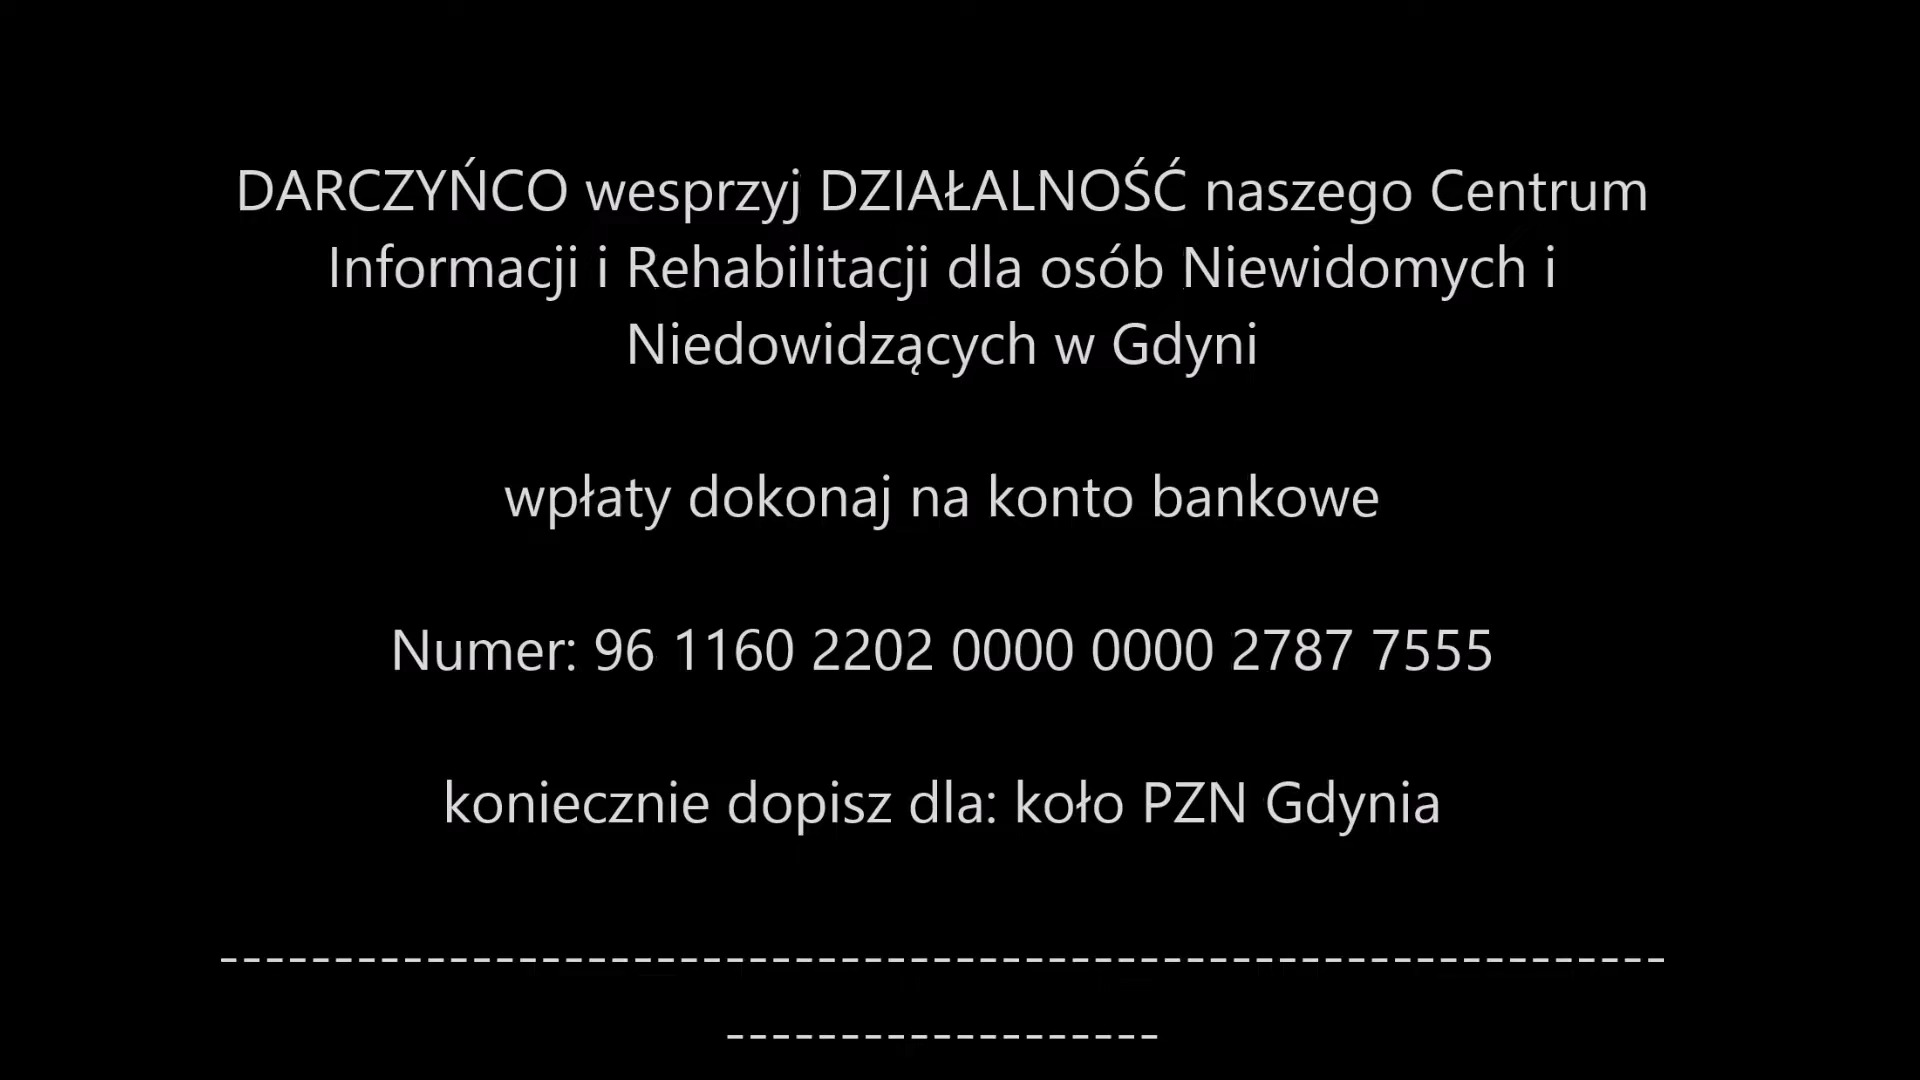 DARCZYŃCO wesprzyj DZIAŁALNOŚĆ naszego Centrum
Informacji i Rehabilitacji dla osób Niewidomych i
Niedowidzących w Gdyni
wpłaty dokonaj na konto bankowe
Numer: 96 1160 2202 0000 0000 2787 7555
koniecznie dopisz dla: koło PZN Gdynia
---------------------------------------------------------------
-------------------